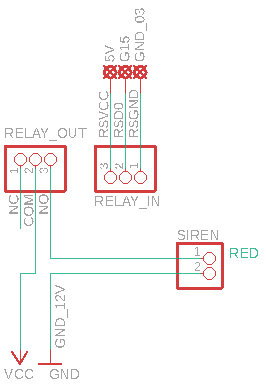 5V
G15
GND_03
RSVCC
RSD0
RSGND
RELAY_OUT
1
2
3
3
2
1
NC
COM
NO
RELAY_IN
SIREN
1
2
RED
GND_12V
VCC
GND